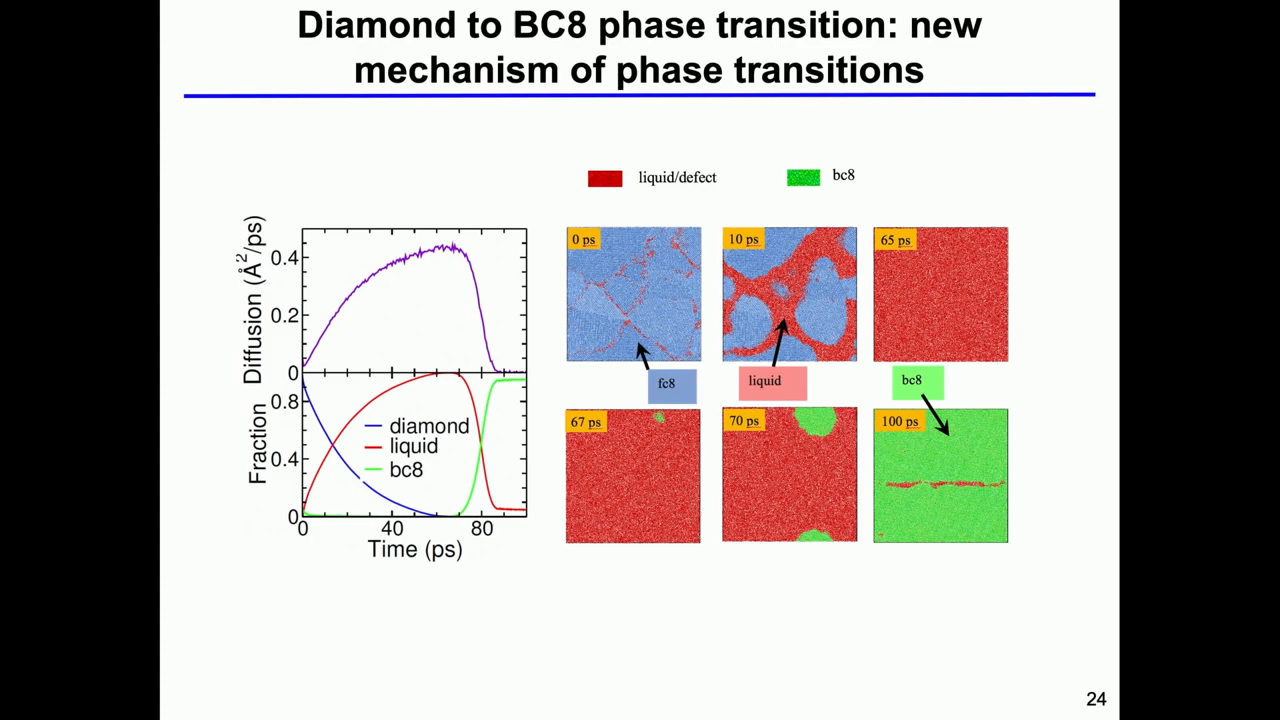 Diamond to BC8 phase transition: new
mechanism of phase transitions
liquid/defect
bc8
Diffusion (Å²/ps)
0.4
0.2
0
Fraction
0.8
0.4
0
diamond
liquid
bc8
0
40
80
Time (ps)
0 ps
10 ps
65 ps
fc8
liquid
bc8
67 ps
70 ps
100 ps
24